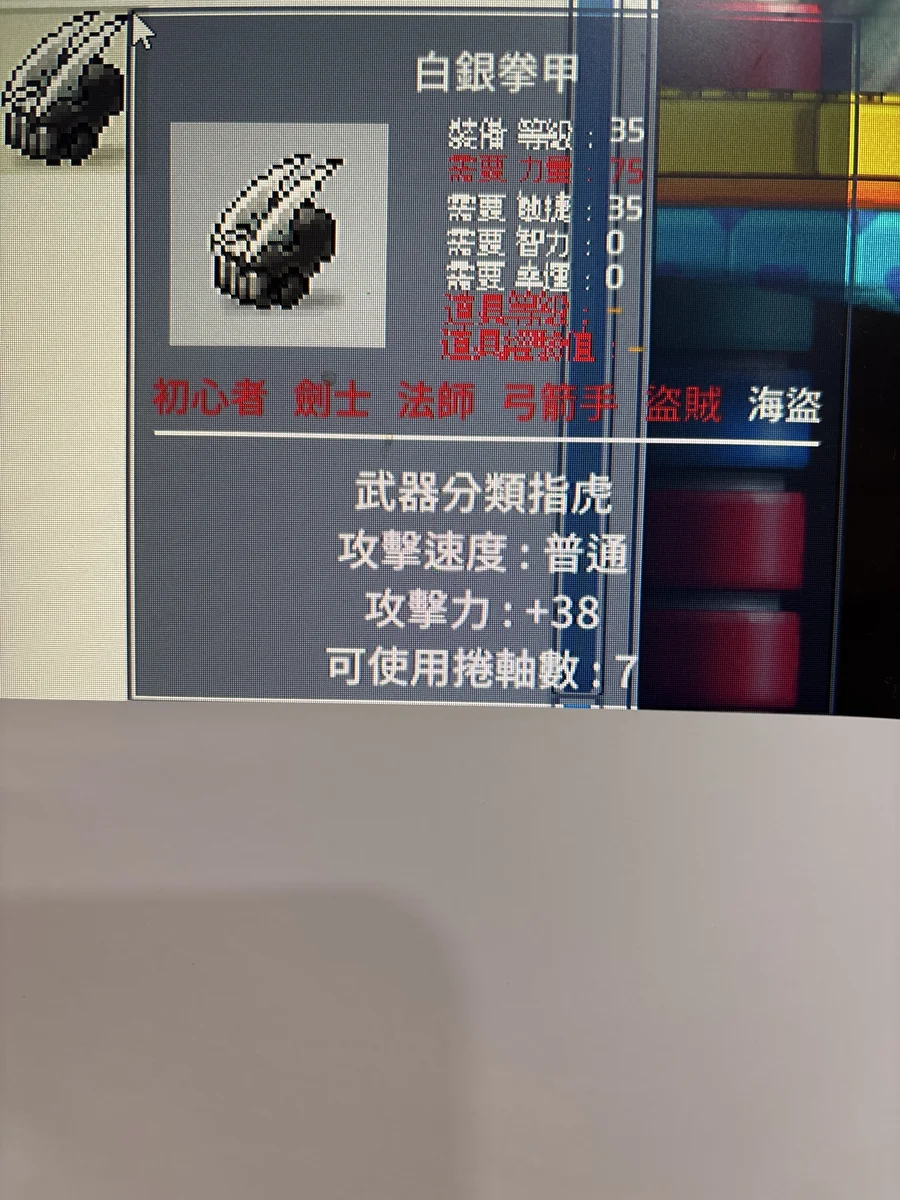 白銀拳甲
裝備 等級 : 35
需要 力量 : 75
需要 敏捷 : 35
需要 智力 : 0
需要 幸運 : 0
道具等級 : -
道具經驗值 : -
初心者 劍士 法師 弓箭手 盜賊 海盜
武器分類指虎
攻擊速度 : 普通
攻擊力 : +38
可使用捲軸數 : 7